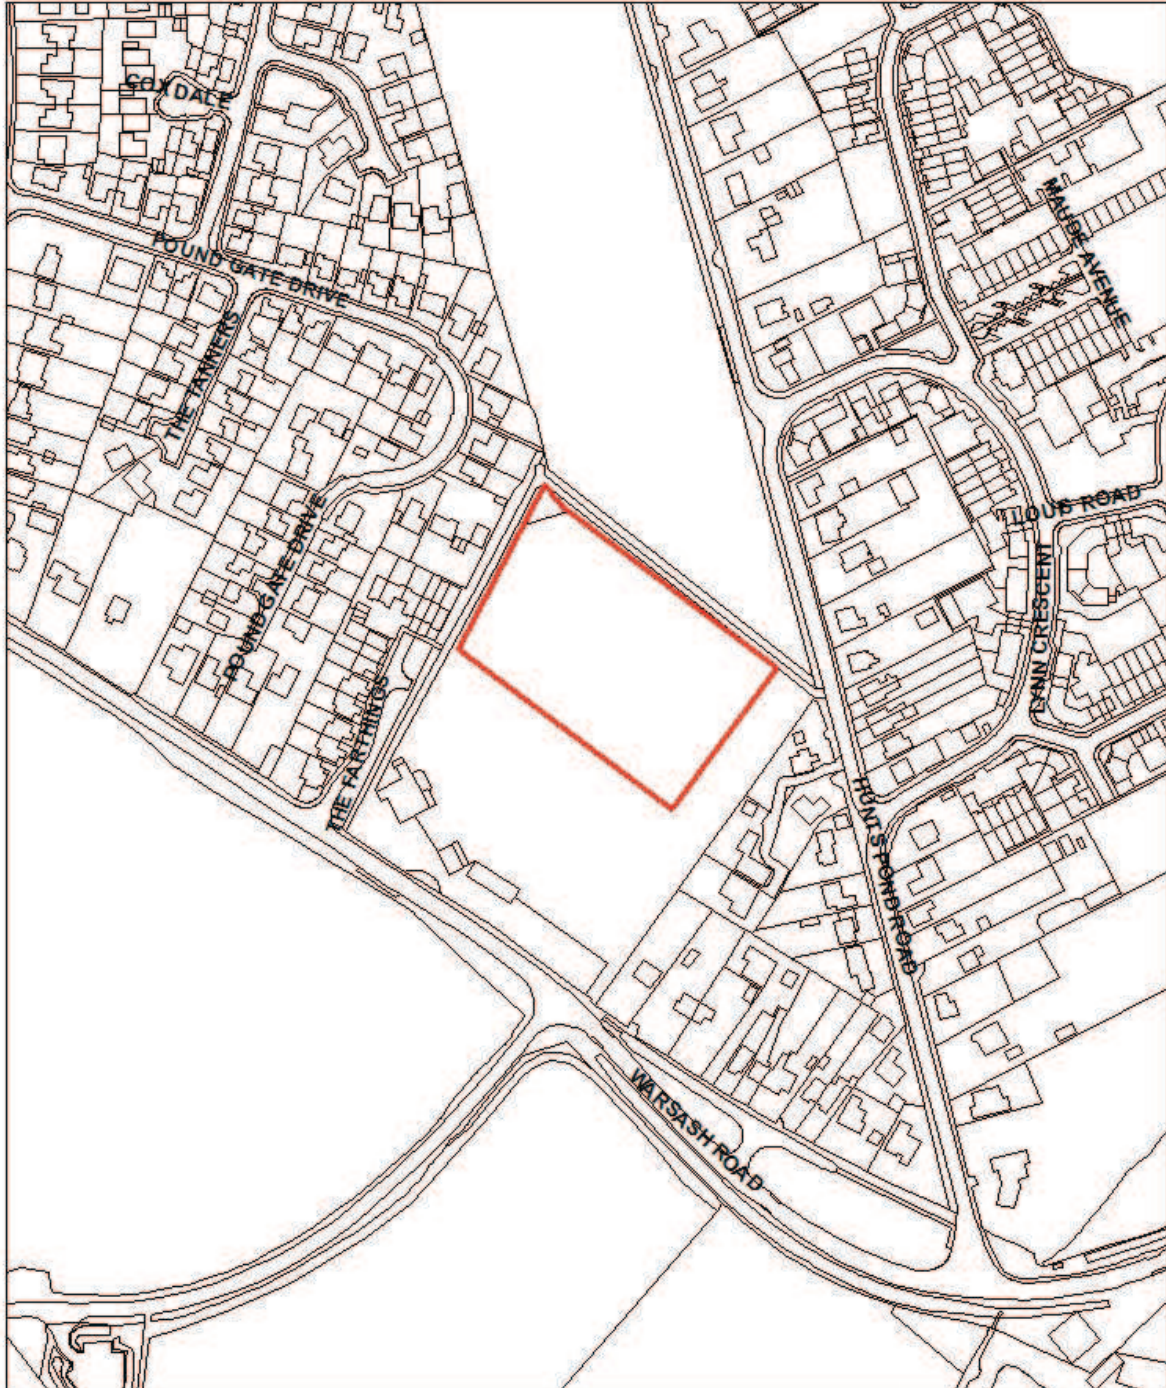 COXDALE
MAUDE AVENUE
POUND GATE DRIVE
THE TANNERS
LOUIS ROAD
POUND GATE DRIVE
LYNN CRESCENT
THE FARTHINGS
HUNTS POND ROAD
WARSASH ROAD